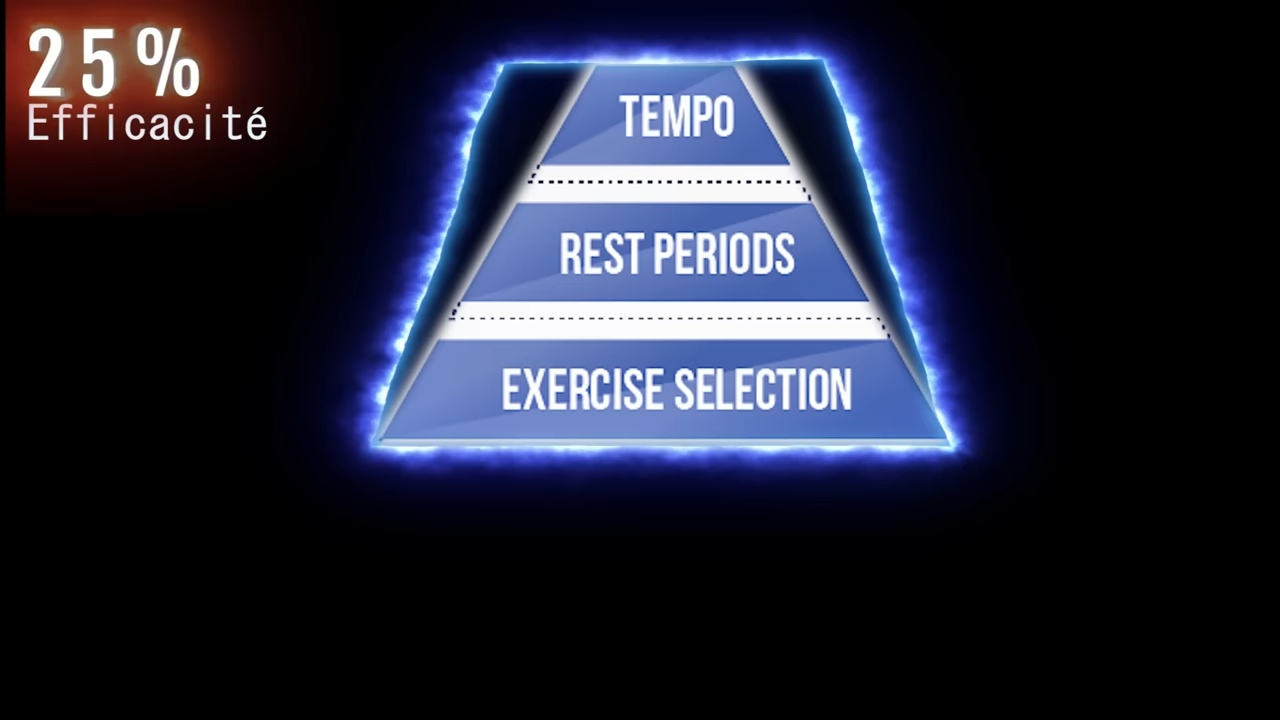 25%
Efficacité
TEMPO
REST PERIODS
EXERCISE SELECTION